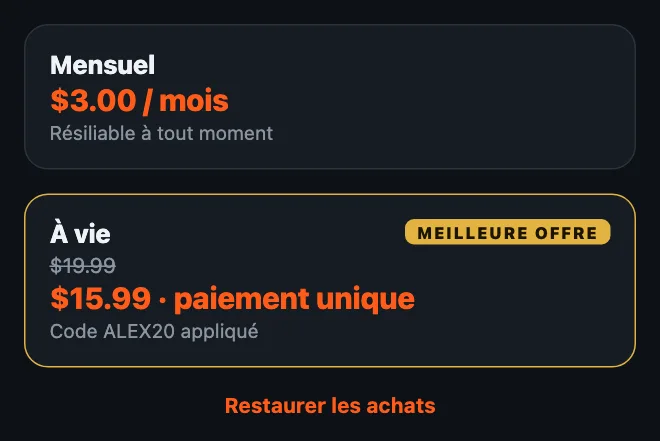 Mensuel
$3.00 / mois
Résiliable à tout moment
À vie
MEILLEURE OFFRE
$19.99
$15.99 · paiement unique
Code ALEX20 appliqué
Restaurer les achats